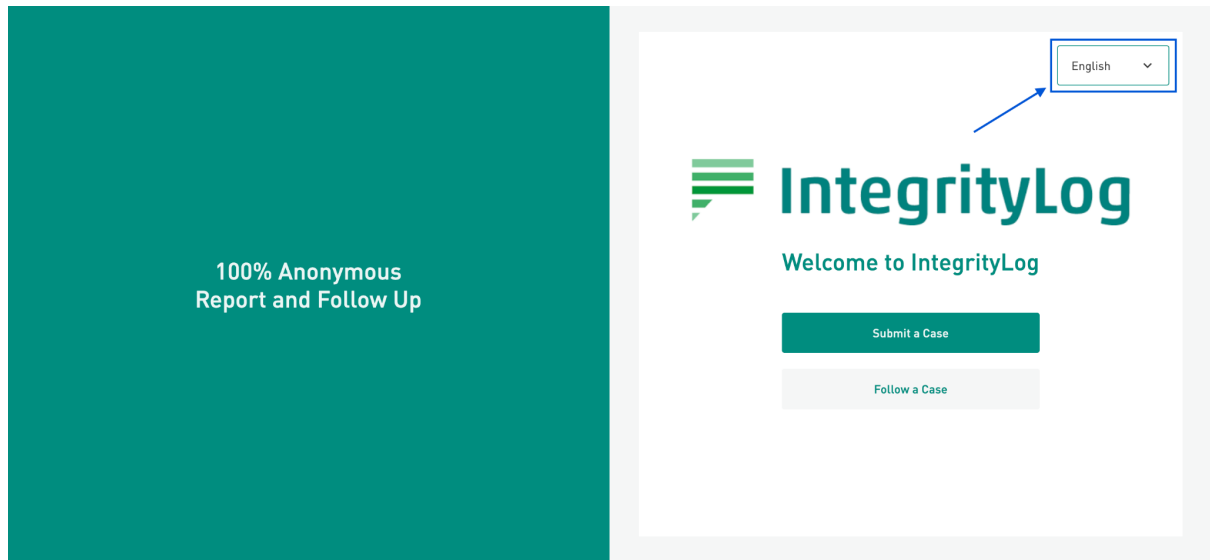 100% Anonymous
Report and Follow Up
English
IntegrityLog
Welcome to IntegrityLog
Submit a Case
Follow a Case